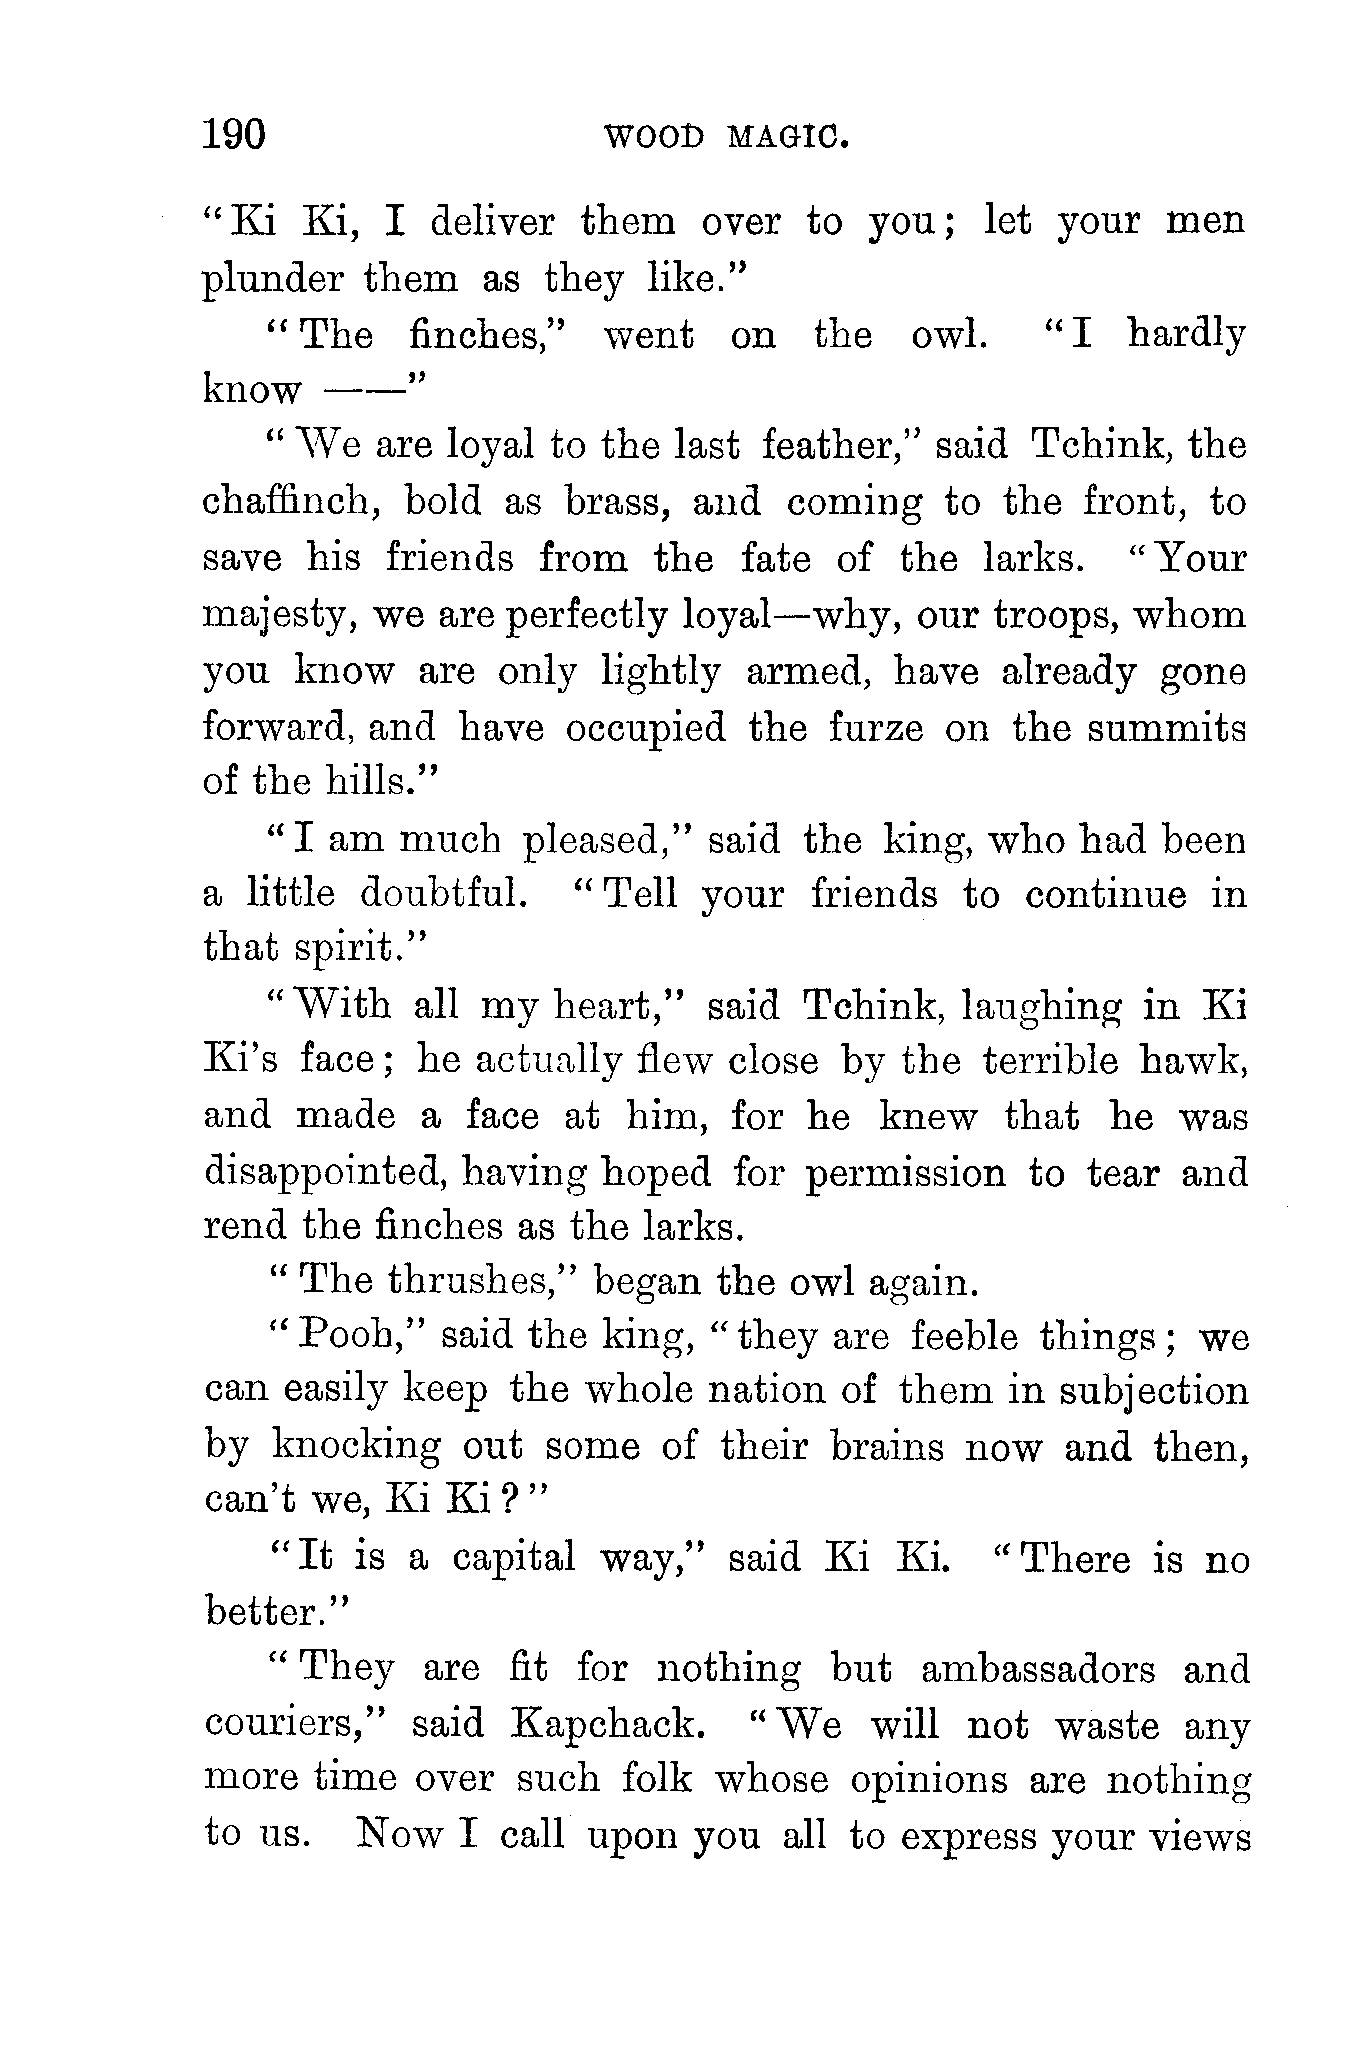 190 WOOD MAGIC.
“Ki Ki, I deliver them over to you; let your men
plunder them as they like.”
“The finches,” went on the owl. “I hardly
know ——”
“We are loyal to the last feather,” said Tchink, the
chaffinch, bold as brass, and coming to the front, to
save his friends from the fate of the larks. “Your
majesty, we are perfectly loyal—why, our troops, whom
you know are only lightly armed, have already gone
forward, and have occupied the furze on the summits
of the hills.”
“I am much pleased,” said the king, who had been
a little doubtful. “Tell your friends to continue in
that spirit.”
“With all my heart,” said Tchink, laughing in Ki
Ki’s face; he actually flew close by the terrible hawk,
and made a face at him, for he knew that he was
disappointed, having hoped for permission to tear and
rend the finches as the larks.
“The thrushes,” began the owl again.
“Pooh,” said the king, “they are feeble things; we
can easily keep the whole nation of them in subjection
by knocking out some of their brains now and then,
can’t we, Ki Ki?”
“It is a capital way,” said Ki Ki. “There is no
better.”
“They are fit for nothing but ambassadors and
couriers,” said Kapchack. “We will not waste any
more time over such folk whose opinions are nothing
to us. Now I call upon you all to express your views